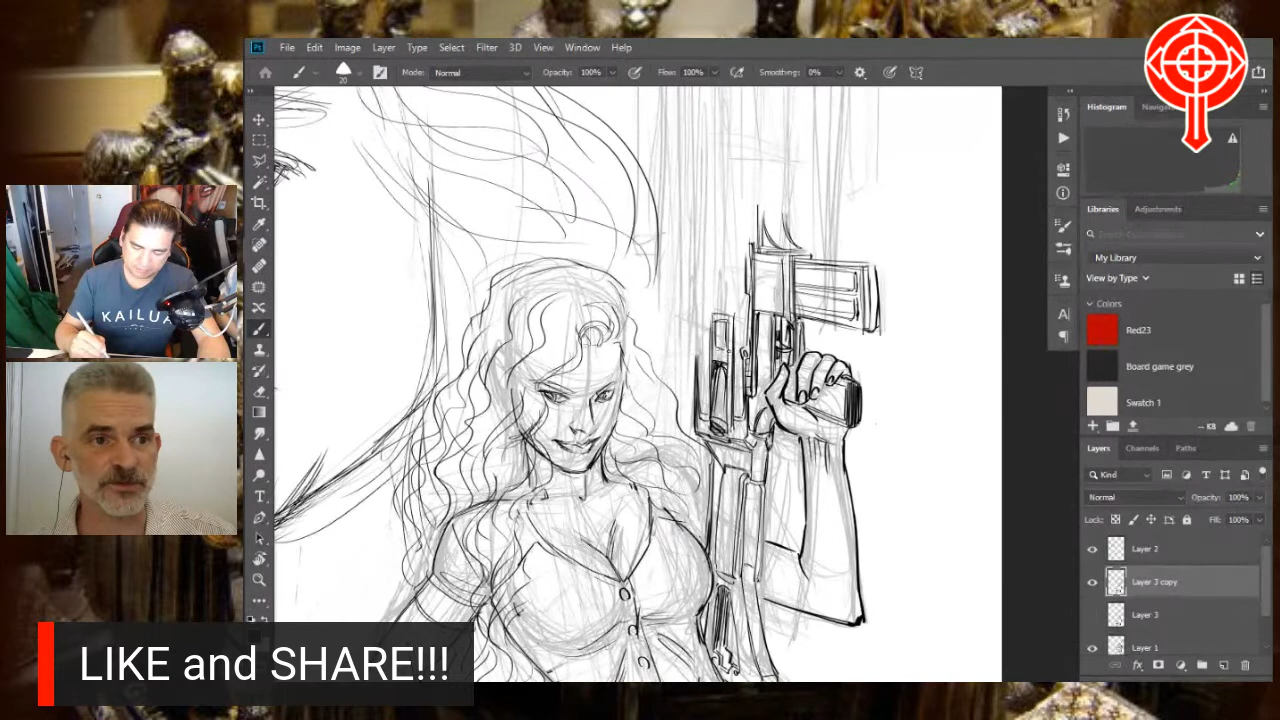 Ps File Edit Image Layer Type Select Filter 3D View Window Help
20 Mode: Normal Opacity: 100% Flow: 100% Smoothing: 0%
Histogram
Libraries Adjustments
My Library
View by Type
Colors
Red23
Board game grey
Swatch 1
-- KB
Layers Channels Paths
Kind
Normal Opacity: 100%
Lock: Fill: 100%
Layer 2
Layer 3 copy
Layer 3
Layer 1
KAILUA
LIKE and SHARE!!!